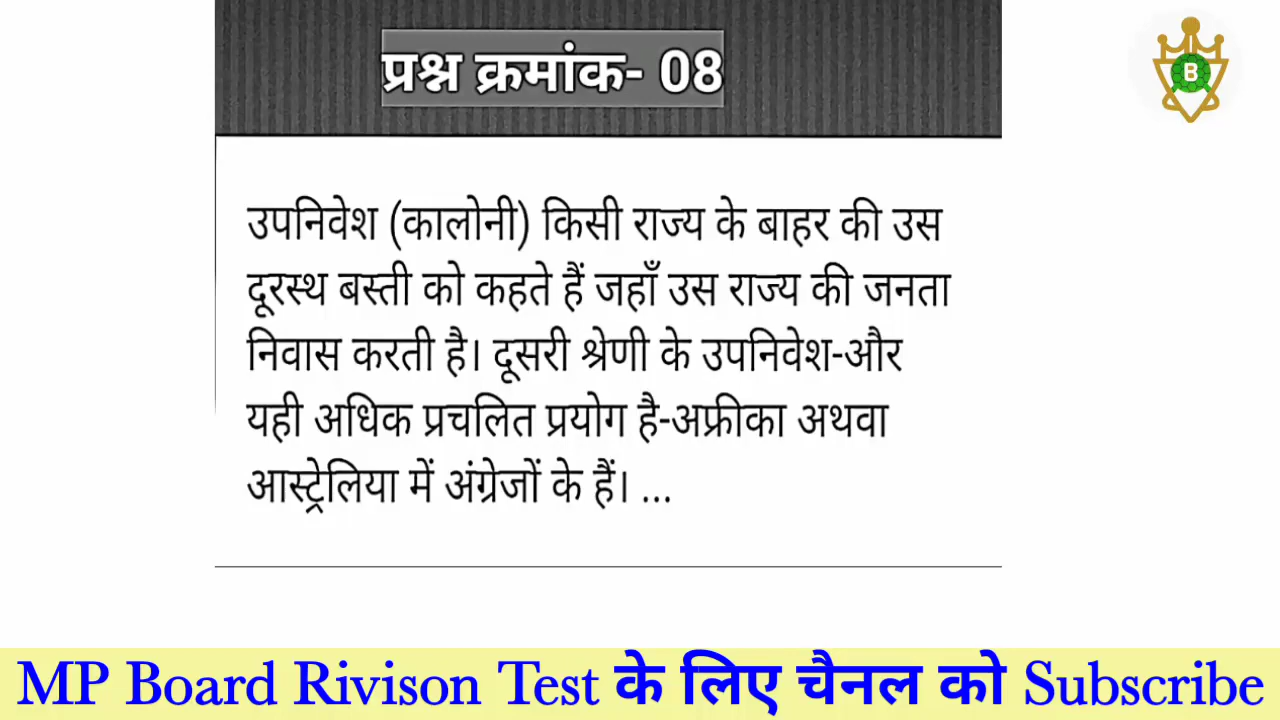 प्रश्न क्रमांक- 08
B
उपनिवेश (कालोनी) किसी राज्य के बाहर की उस
दूरस्थ बस्ती को कहते हैं जहाँ उस राज्य की जनता
निवास करती है। दूसरी श्रेणी के उपनिवेश-और
यही अधिक प्रचलित प्रयोग है-अफ्रीका अथवा
आस्ट्रेलिया में अंग्रेजों के हैं। ...
MP Board Rivison Test के लिए चैनल को Subscribe